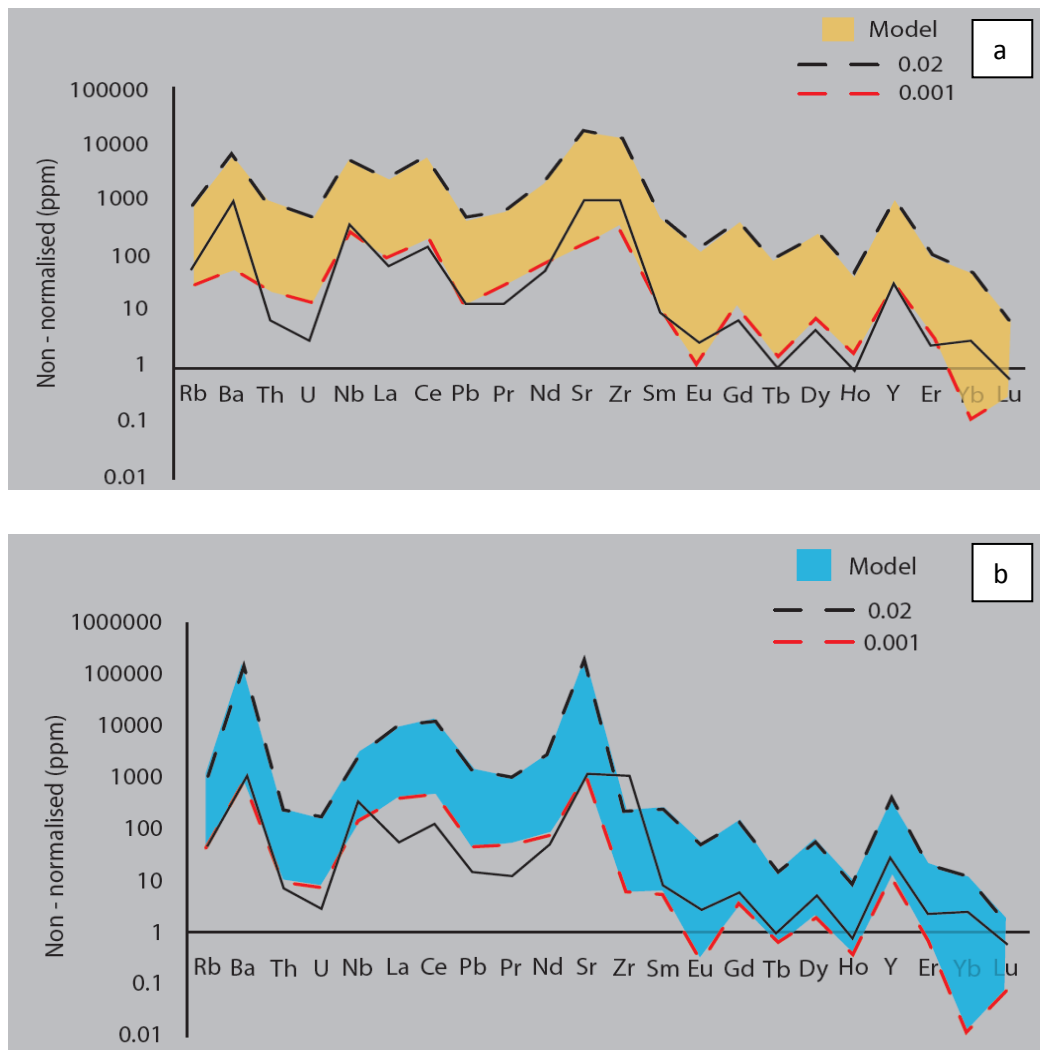 Model
a
0.02
0.001
100000
10000
1000
100
10
1
0.1
0.01
Non - normalised (ppm)
Rb Ba Th U Nb La Ce Pb Pr Nd Sr Zr Sm Eu Gd Tb Dy Ho Y Er Yb Lu
Model
b
0.02
0.001
1000000
100000
10000
1000
100
10
1
0.1
0.01
Non - normalised (ppm)
Rb Ba Th U Nb La Ce Pb Pr Nd Sr Zr Sm Eu Gd Tb Dy Ho Y Er Yb Lu